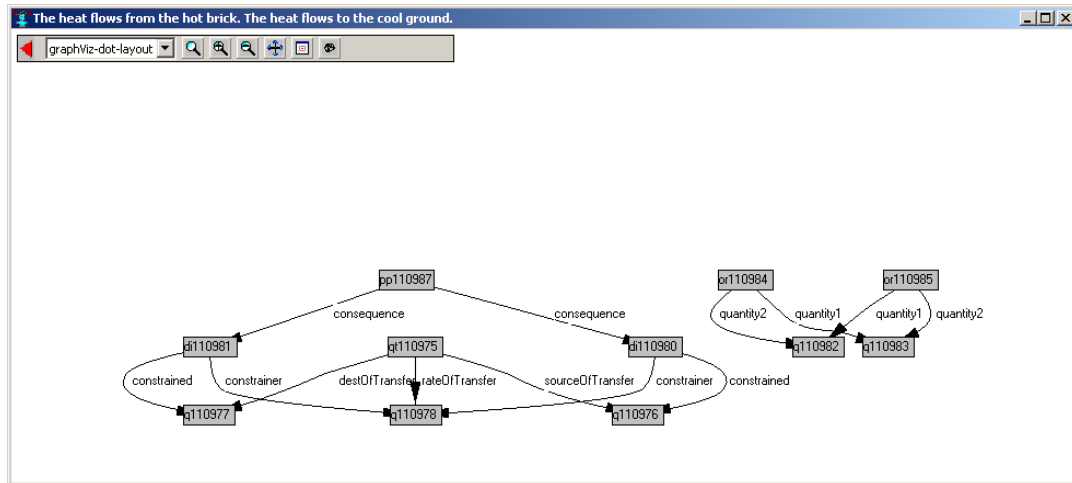 The heat flows from the hot brick. The heat flows to the cool ground.
graphViz-dot-layout
pp110987 or110984 or110985
consequence consequence quantity2 quantity1 quantity1 quantity2
di110981 qt110975 di110980 q110982 q110983
constrained constrainer destOfTransfer rateOfTransfer sourceOfTransfer constrainer constrained
q110977 q110978 q110976